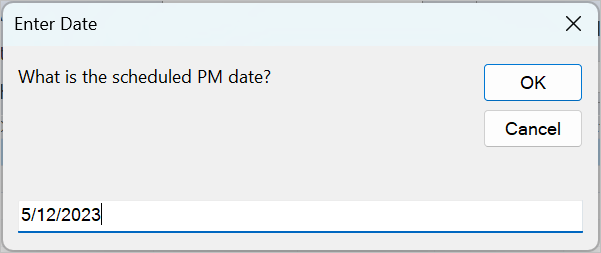 Enter Date
What is the scheduled PM date?
OK
Cancel
5/12/2023